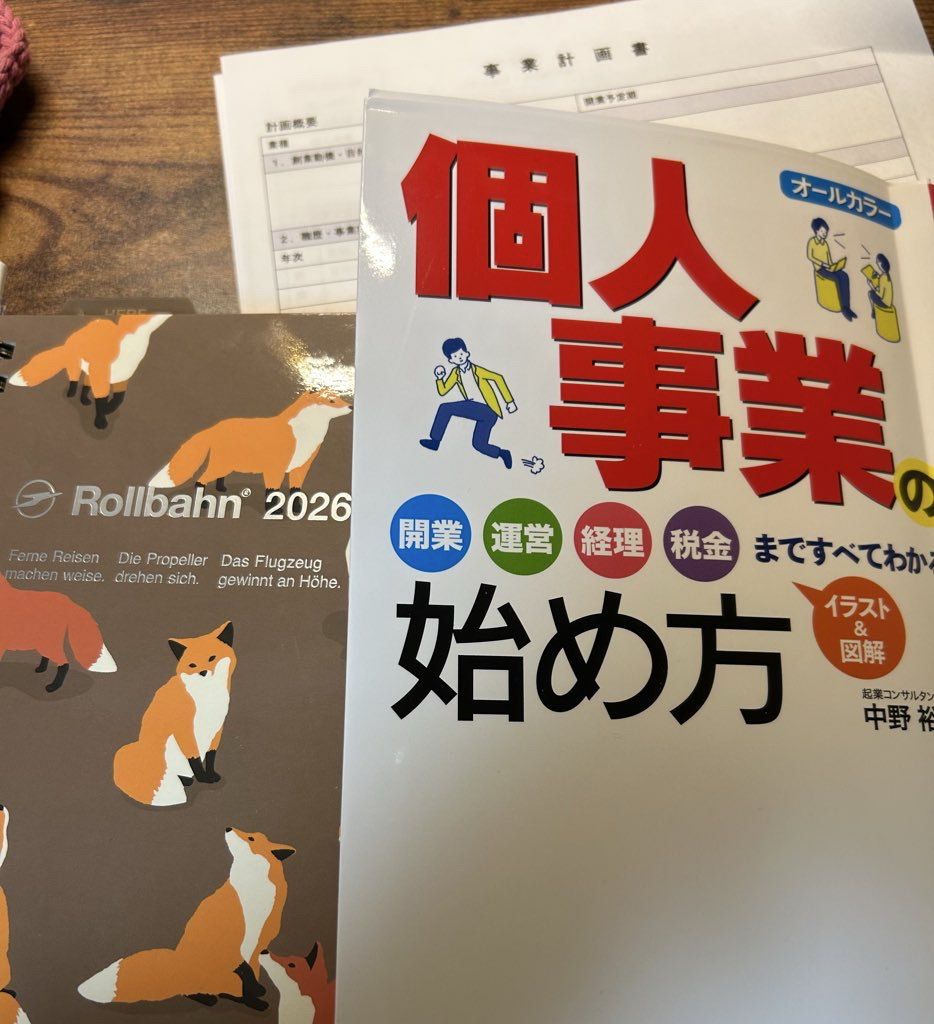 事業計画書
計画概要
業種
開業予定期
1．創業動機・目
2．職歴・事業
年次
HERE
オールカラー
個人
事業の
開業 運営 経理 税金 まですべてわかる
始め方
イラスト
&
図解
起業コンサルタン
中野 裕
Rollbahn® 2026
Ferne Reisen Die Propeller Das Flugzeug
machen weise. drehen sich. gewinnt an Höhe.